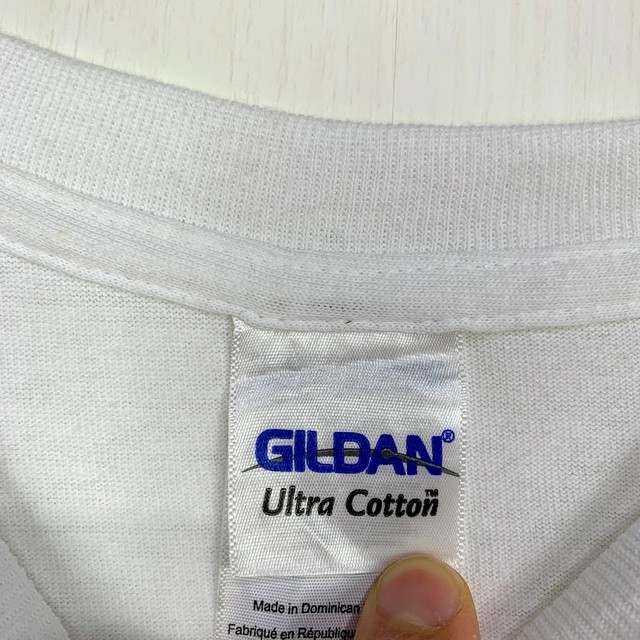 GILDAN®
Ultra Cotton™
Made in Dominican
Fabriqué en République